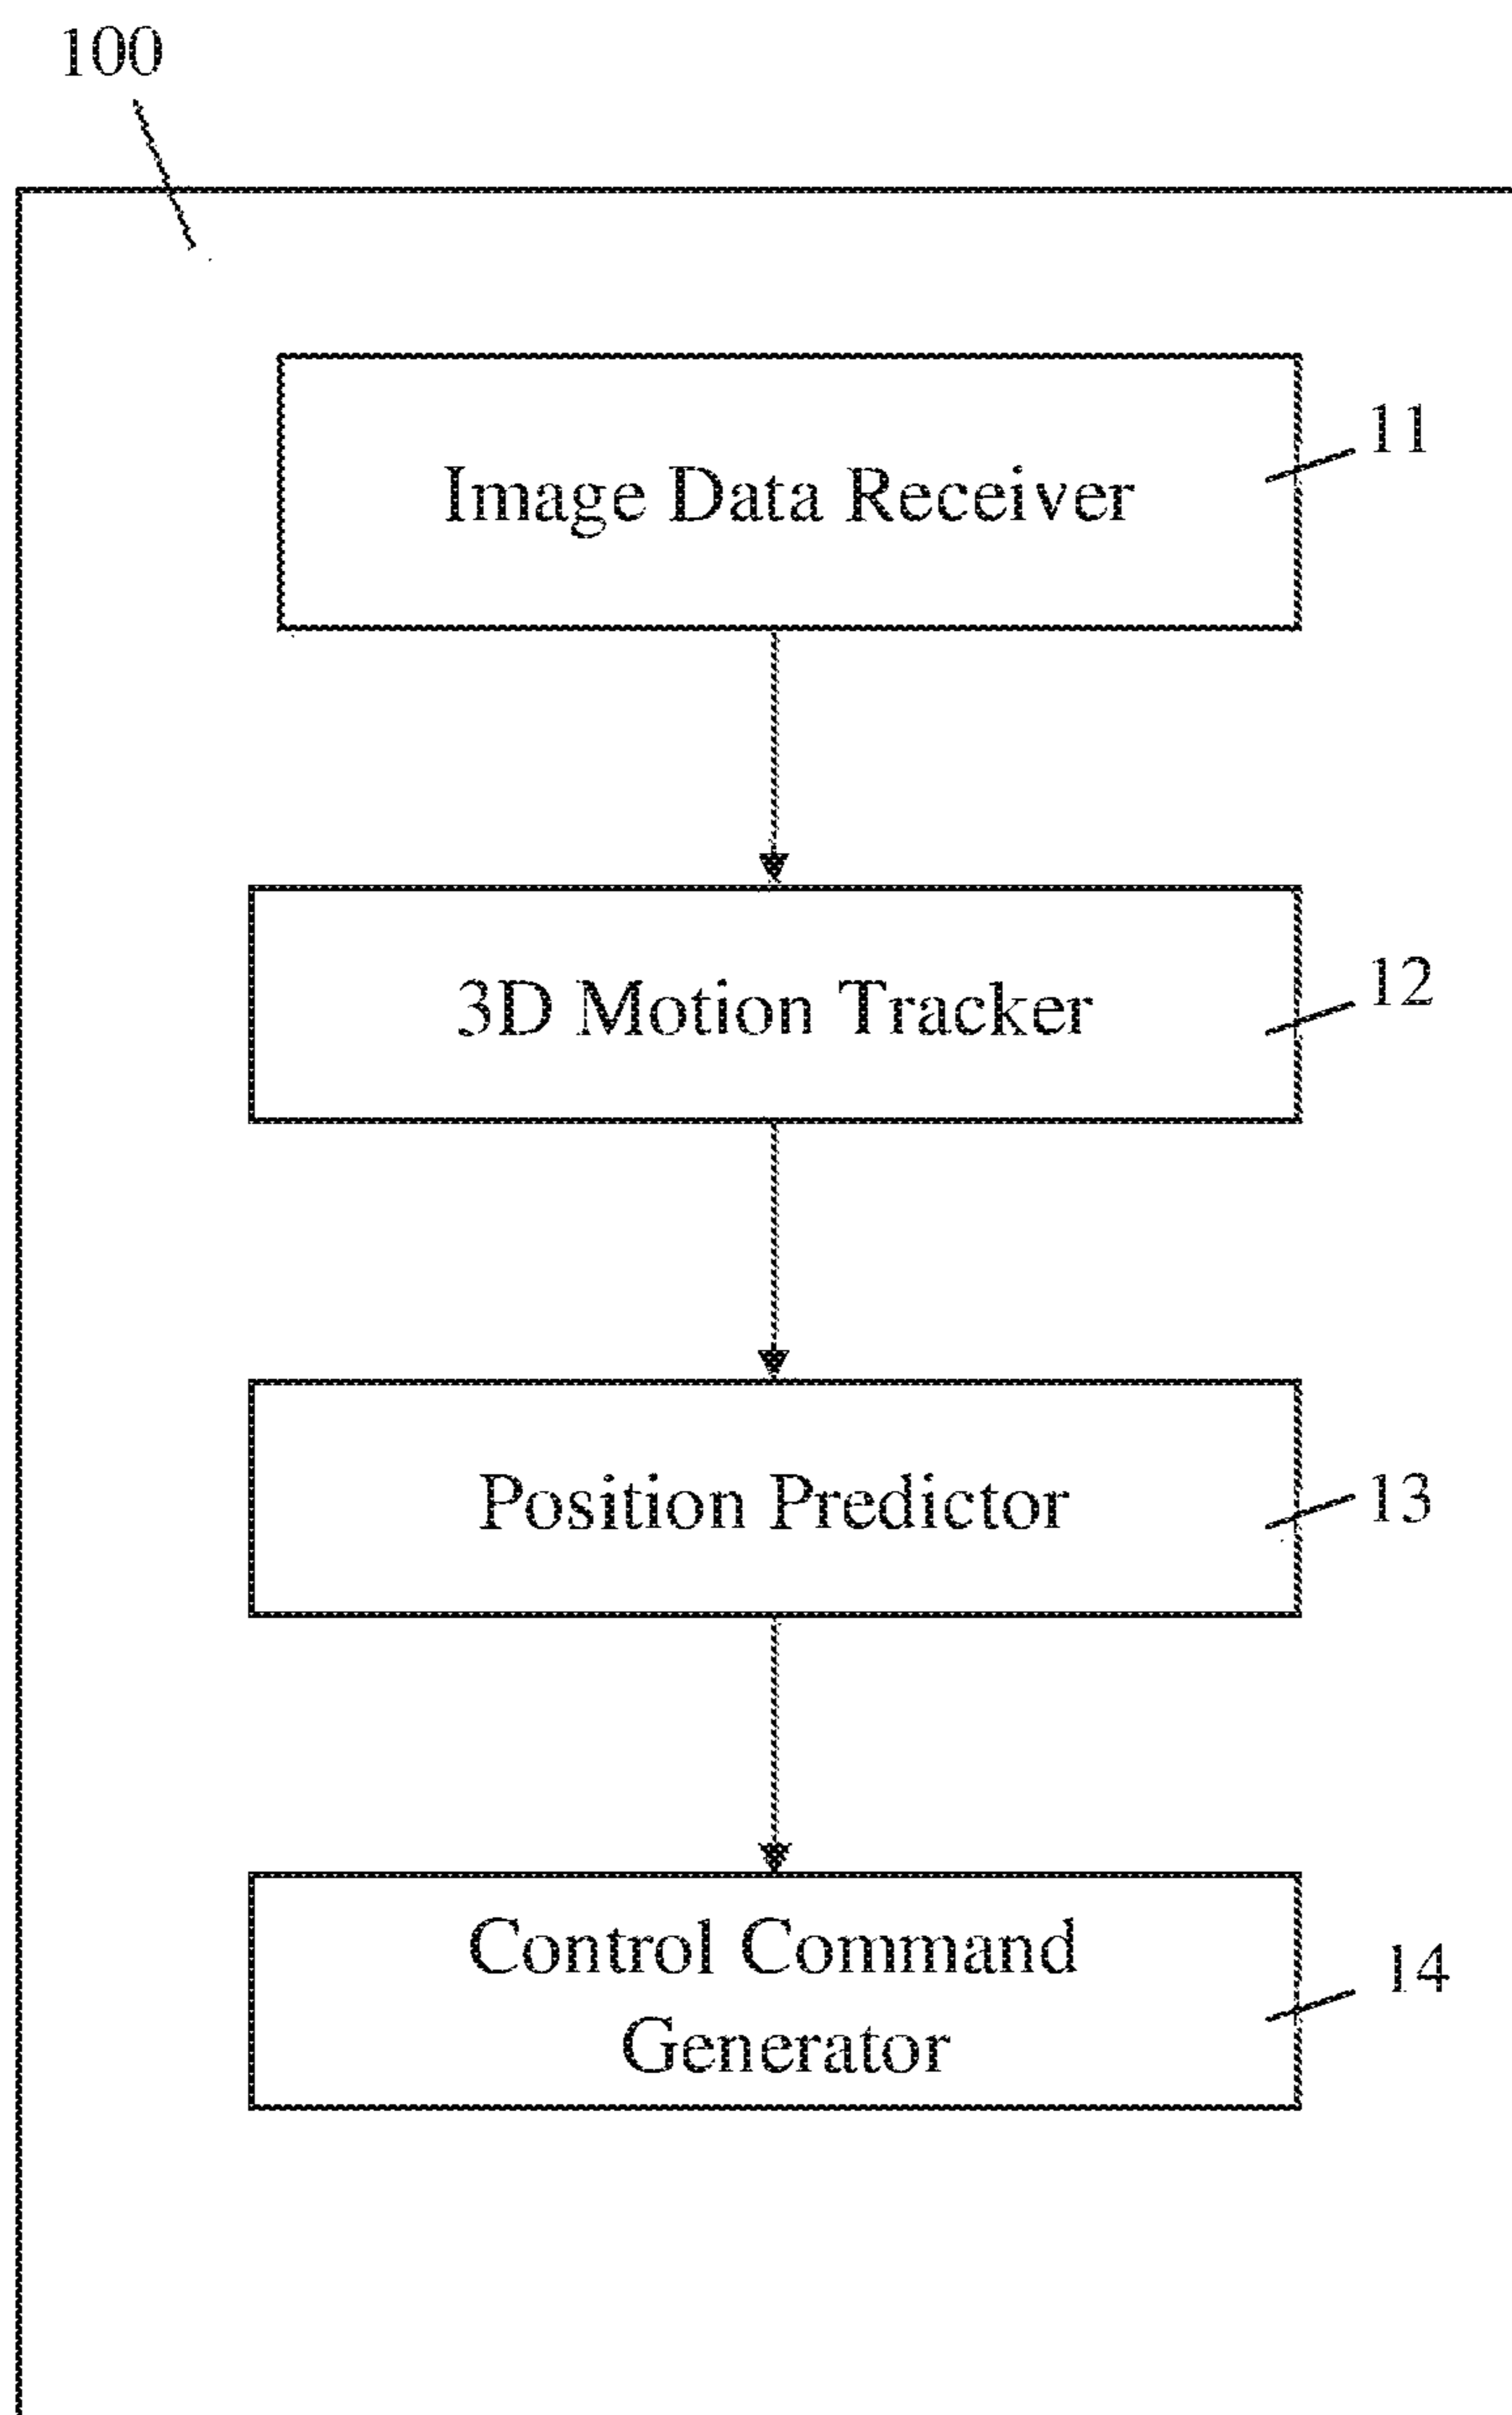 100
Image Data Receiver
11
3D Motion Tracker
12
Position Predictor
13
Control Command
Generator
14